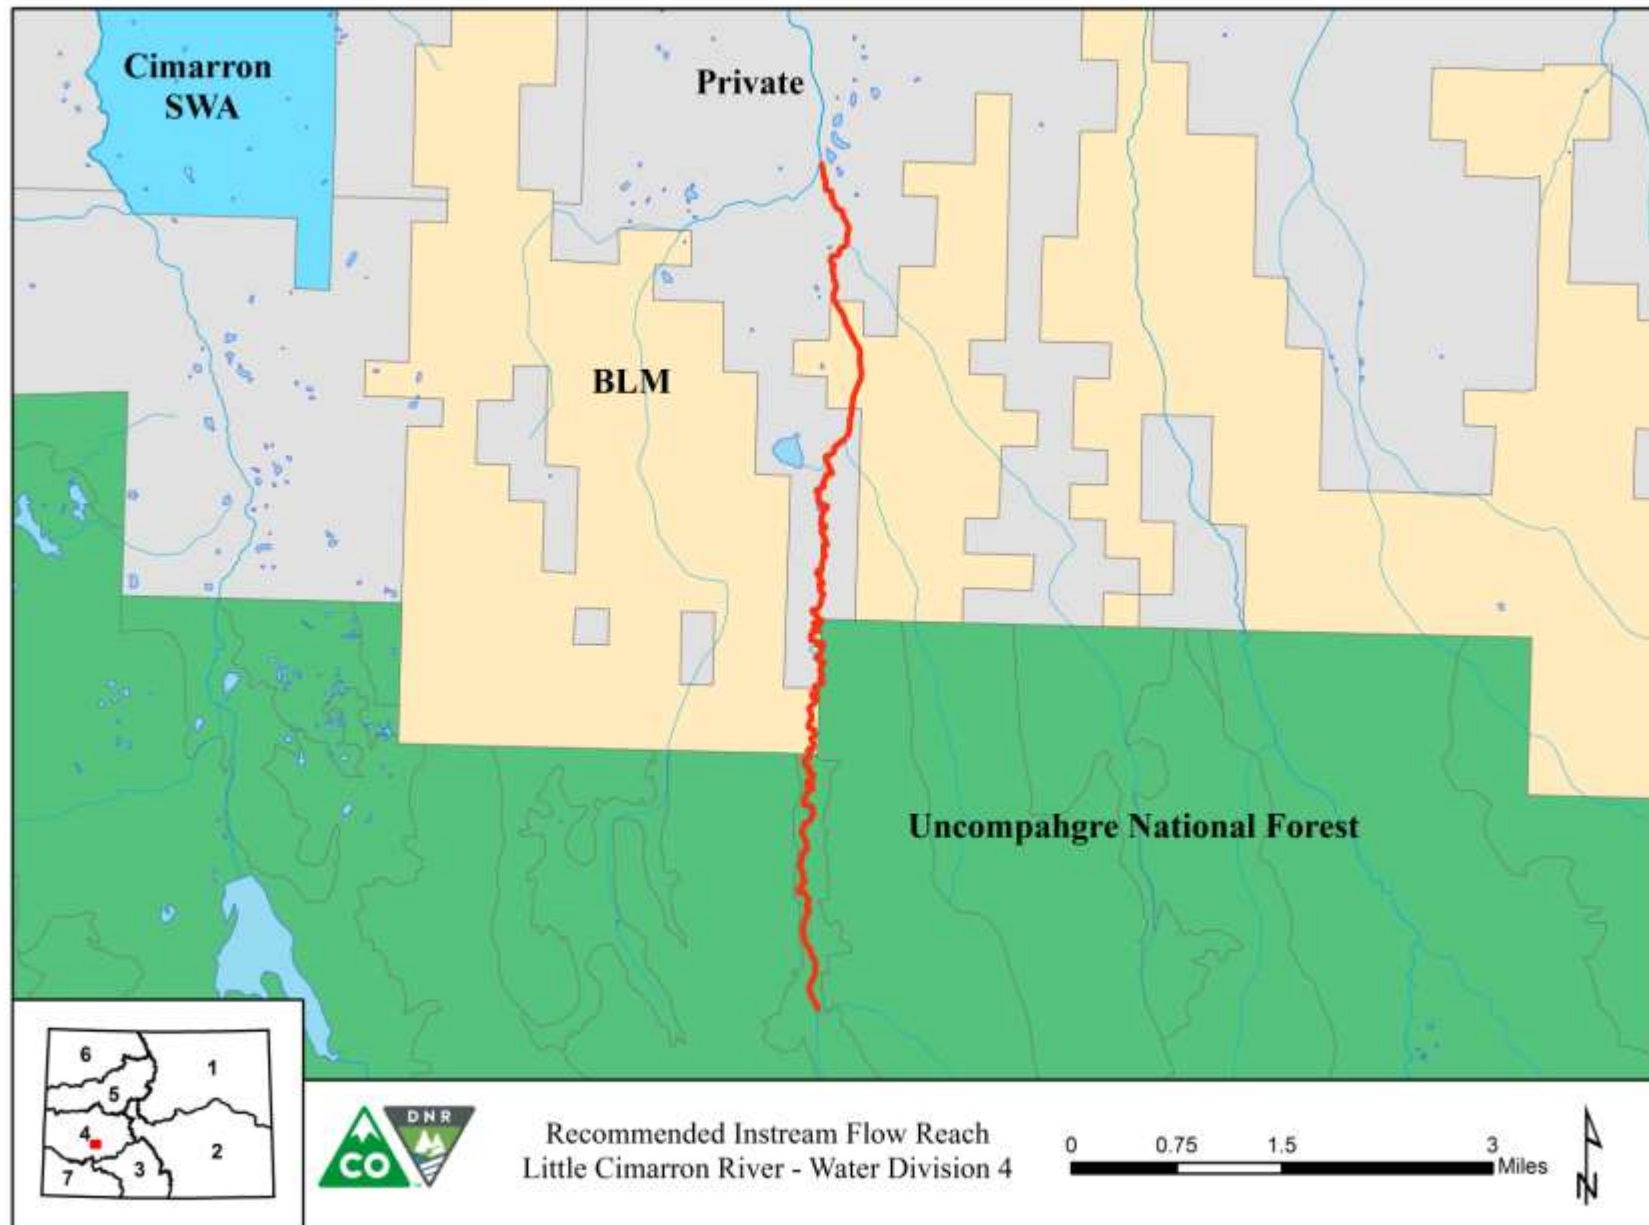 Cimarron
SWA
Private
BLM
Uncompahgre National Forest
6
1
5
4
2
3
7
CO
DNR
Recommended Instream Flow Reach
Little Cimarron River - Water Division 4
0 0.75 1.5 3
Miles
N